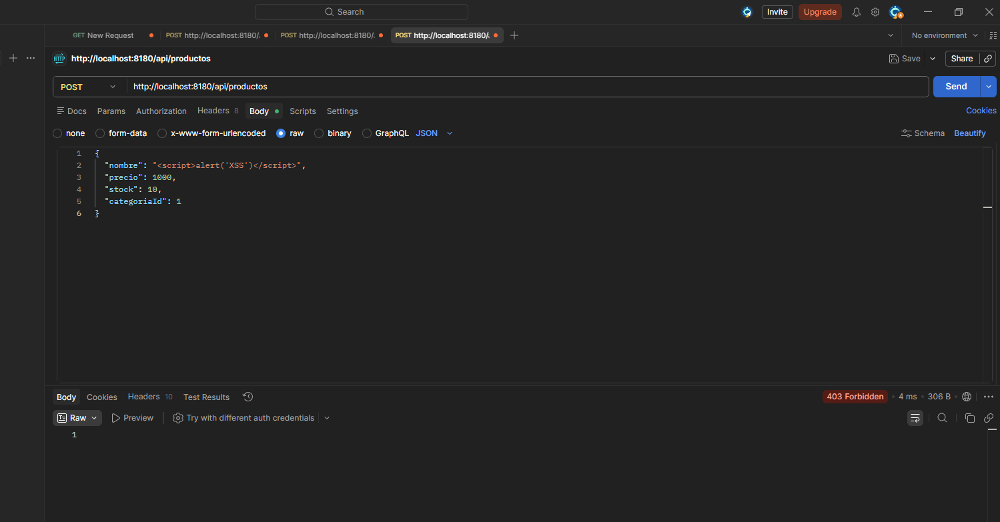 Search
Invite
Upgrade
GET New Request
POST http://localhost:8180/.
POST http://localhost:8180/.
POST http://localhost:8180/.
No environment
HTTP http://localhost:8180/api/productos
Save
Share
POST
http://localhost:8180/api/productos
Send
Docs Params Authorization Headers 8 Body Scripts Settings
Cookies
none form-data x-www-form-urlencoded raw binary GraphQL JSON
Schema
Beautify
1 {
2 "nombre": "<script>alert('XSS')</script>",
3 "precio": 1000,
4 "stock": 10,
5 "categoriaId": 1
6 }
Body Cookies Headers 10 Test Results
403 Forbidden • 4 ms • 306 B •
Raw Preview Try with different auth credentials
1